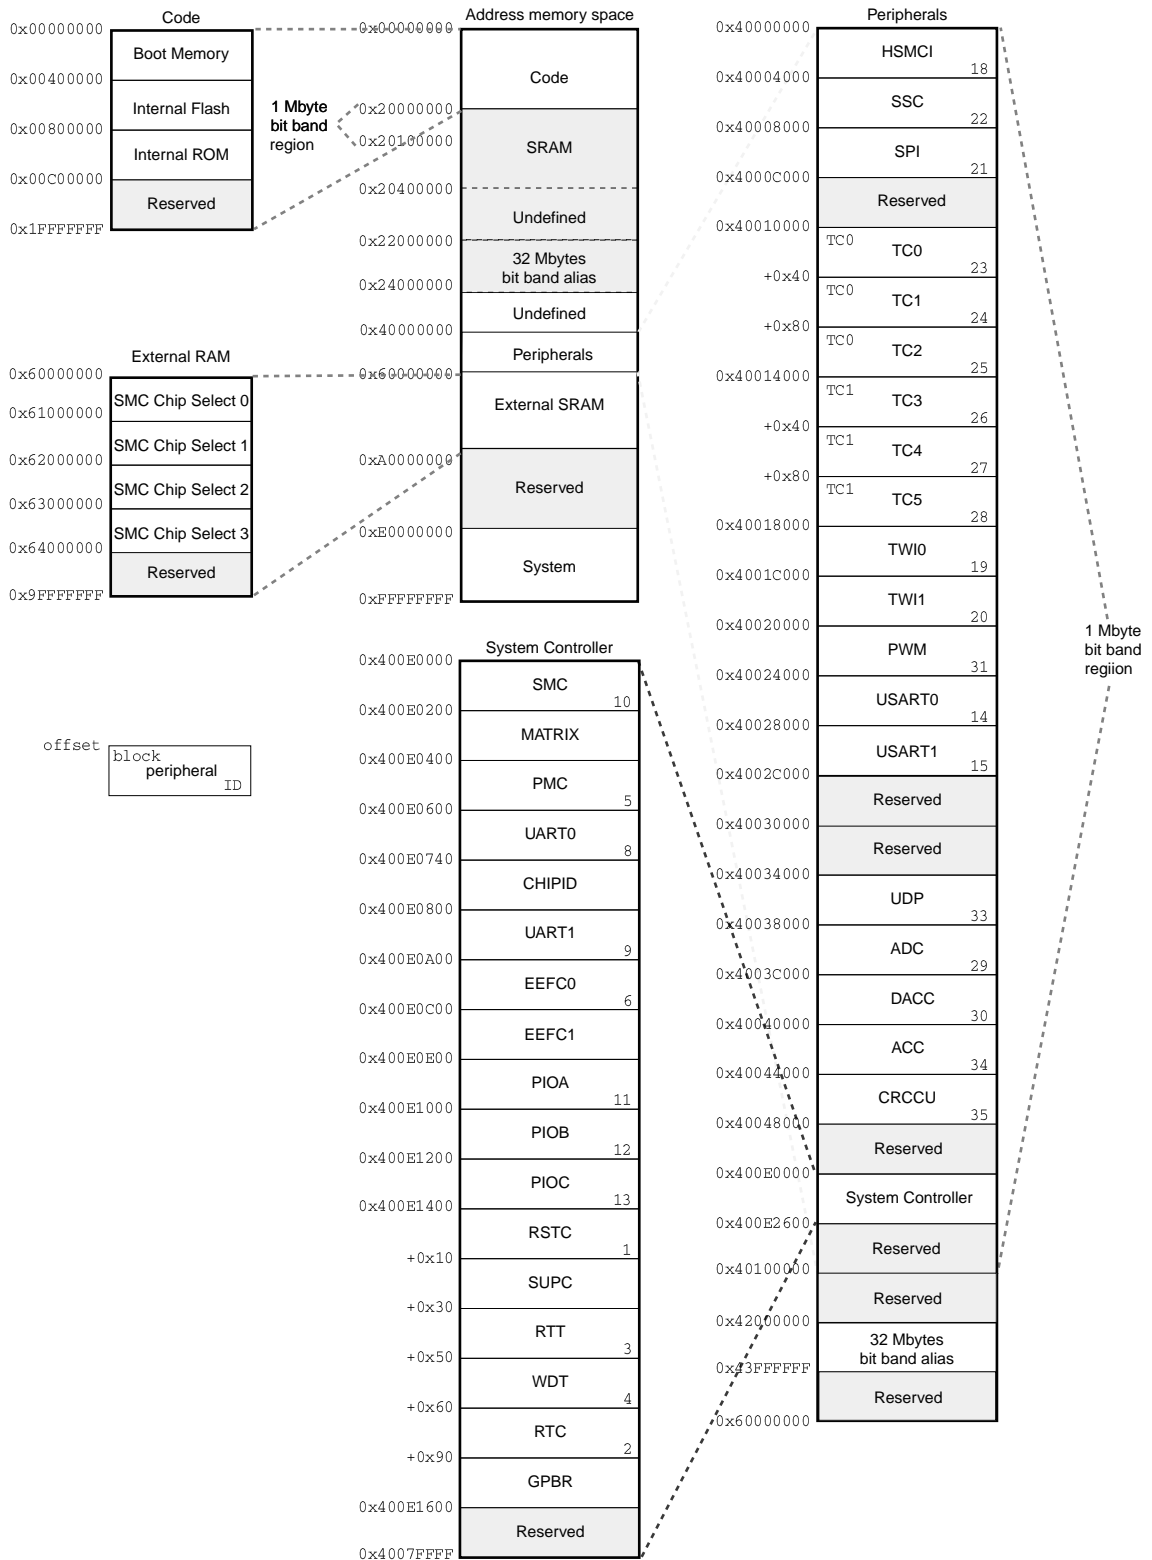 Code
0x00000000
Boot Memory
0x00400000
Internal Flash
0x00800000
Internal ROM
0x00C00000
Reserved
0x1FFFFFFF
1 Mbyte
bit band
region
Address memory space
0x00000000
Code
0x20000000
0x20100000
SRAM
0x20400000
Undefined
0x22000000
32 Mbytes
bit band alias
0x24000000
Undefined
0x40000000
Peripherals
0x60000000
External SRAM
0xA0000000
Reserved
0xE0000000
System
0xFFFFFFFF
External RAM
0x60000000
SMC Chip Select 0
0x61000000
SMC Chip Select 1
0x62000000
SMC Chip Select 2
0x63000000
SMC Chip Select 3
0x64000000
Reserved
0x9FFFFFFF
offset
block
peripheral
ID
System Controller
0x400E0000
SMC
10
0x400E0200
MATRIX
0x400E0400
PMC
5
0x400E0600
UART0
8
0x400E0740
CHIPID
0x400E0800
UART1
9
0x400E0A00
EEFC0
6
0x400E0C00
EEFC1
0x400E0E00
PIOA
11
0x400E1000
PIOB
12
0x400E1200
PIOC
13
0x400E1400
RSTC
1
+0x10
SUPC
+0x30
RTT
3
+0x50
WDT
4
+0x60
RTC
2
+0x90
GPBR
0x400E1600
Reserved
0x4007FFFF
Peripherals
0x40000000
HSMCI
18
0x40004000
SSC
22
0x40008000
SPI
21
0x4000C000
Reserved
0x40010000
TC0
TC0
23
+0x40
TC0
TC1
24
+0x80
TC0
TC2
25
0x40014000
TC1
TC3
26
+0x40
TC1
TC4
27
+0x80
TC1
TC5
28
0x40018000
TWI0
19
0x4001C000
TWI1
20
0x40020000
PWM
31
0x40024000
USART0
14
0x40028000
USART1
15
0x4002C000
Reserved
0x40030000
Reserved
0x40034000
UDP
33
0x40038000
ADC
29
0x4003C000
DACC
30
0x40040000
ACC
34
0x40044000
CRCCU
35
0x40048000
Reserved
0x400E0000
System Controller
0x400E2600
Reserved
0x40100000
Reserved
0x42000000
32 Mbytes
bit band alias
0x43FFFFFF
Reserved
0x60000000
1 Mbyte
bit band
regiion